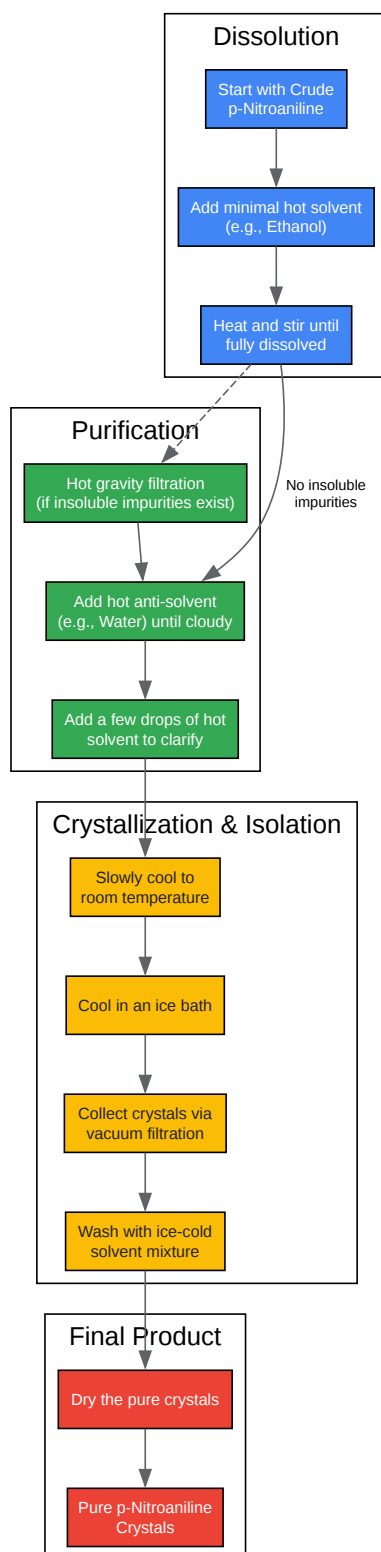 Dissolution
Start with Crude
p-Nitroaniline
Add minimal hot solvent
(e.g., Ethanol)
Heat and stir until
fully dissolved
Purification
Hot gravity filtration
(if insoluble impurities exist)
No insoluble
impurities
Add hot anti-solvent
(e.g., Water) until cloudy
Add a few drops of hot
solvent to clarify
Crystallization & Isolation
Slowly cool to
room temperature
Cool in an ice bath
Collect crystals via
vacuum filtration
Wash with ice-cold
solvent mixture
Final Product
Dry the pure crystals
Pure p-Nitroaniline
Crystals